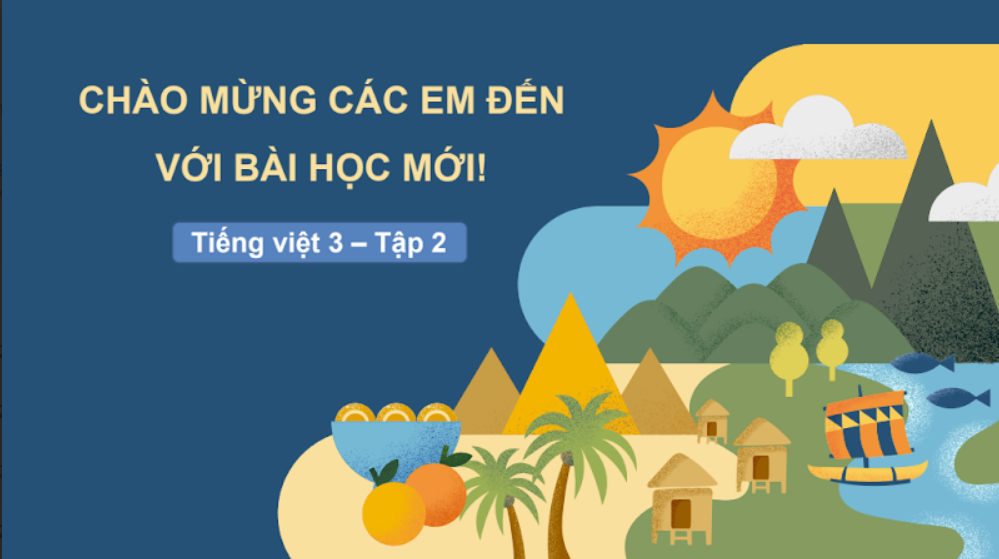 CHÀO MỪNG CÁC EM ĐẾN
VỚI BÀI HỌC MỚI!
Tiếng việt 3 – Tập 2